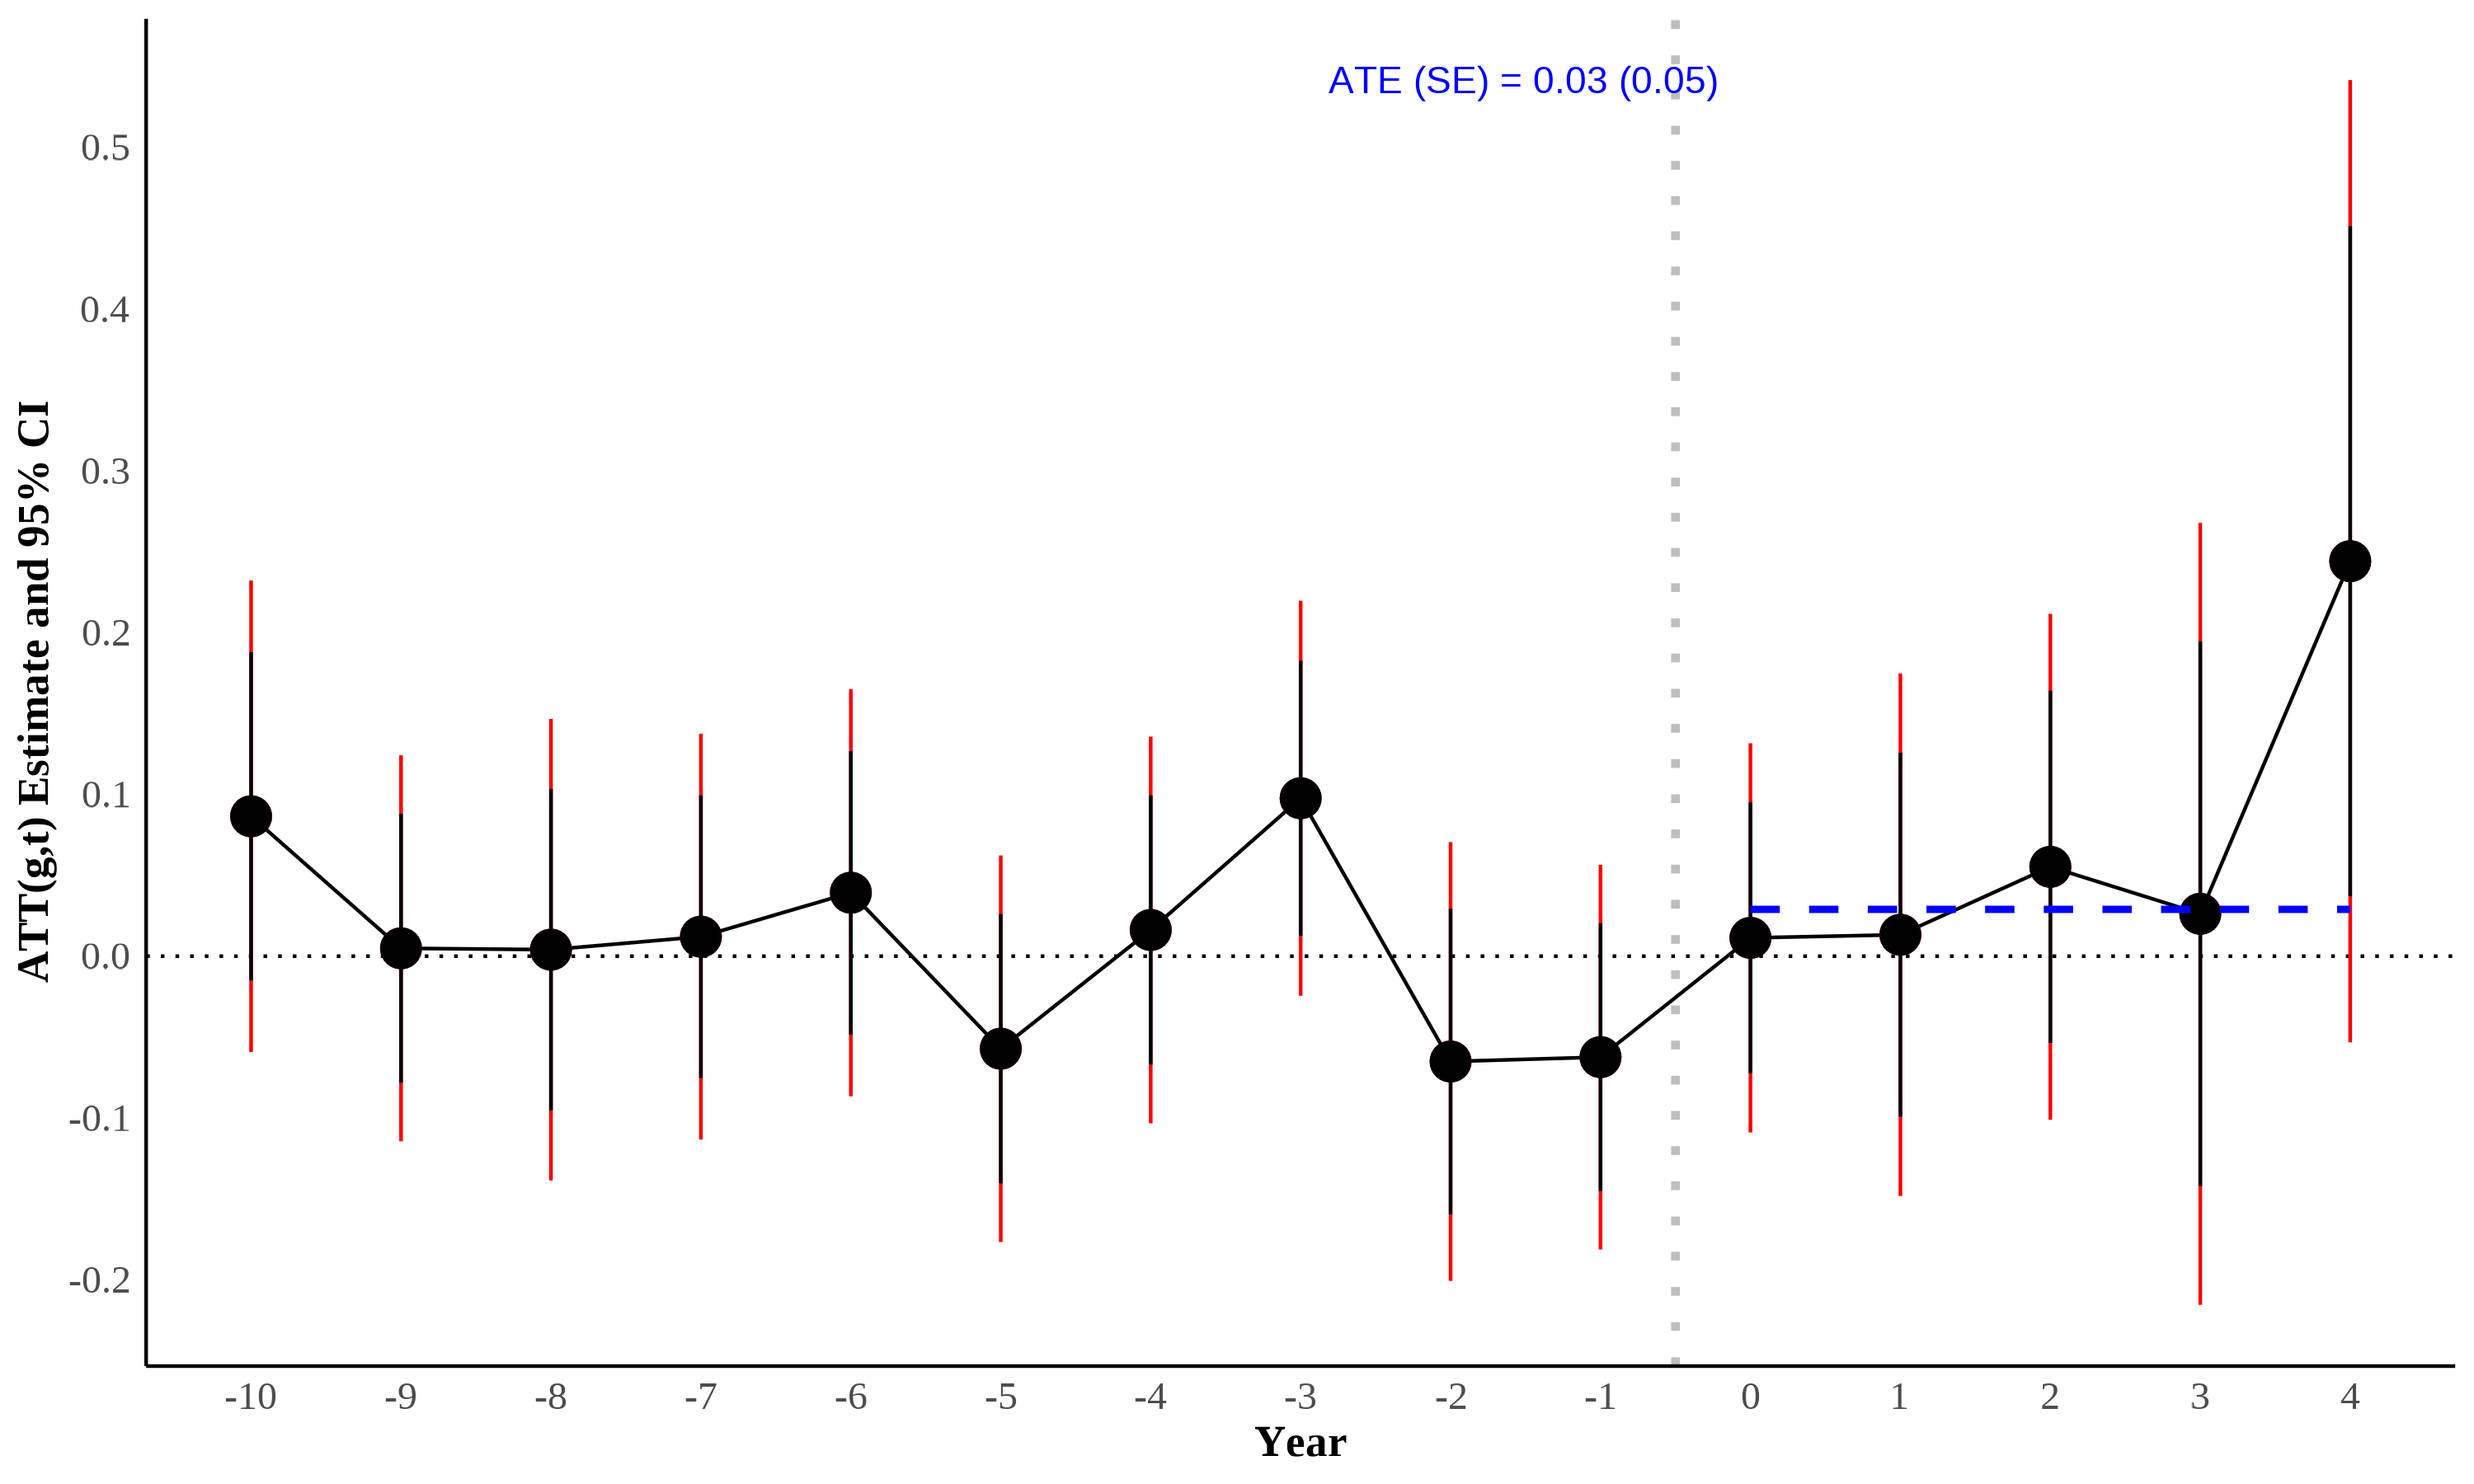 ATE (SE) = 0.03 (0.05)
ATT(g,t) Estimate and 95% CI
0.5
0.4
0.3
0.2
0.1
0.0
-0.1
-0.2
-10 -9 -8 -7 -6 -5 -4 -3 -2 -1 0 1 2 3 4
Year